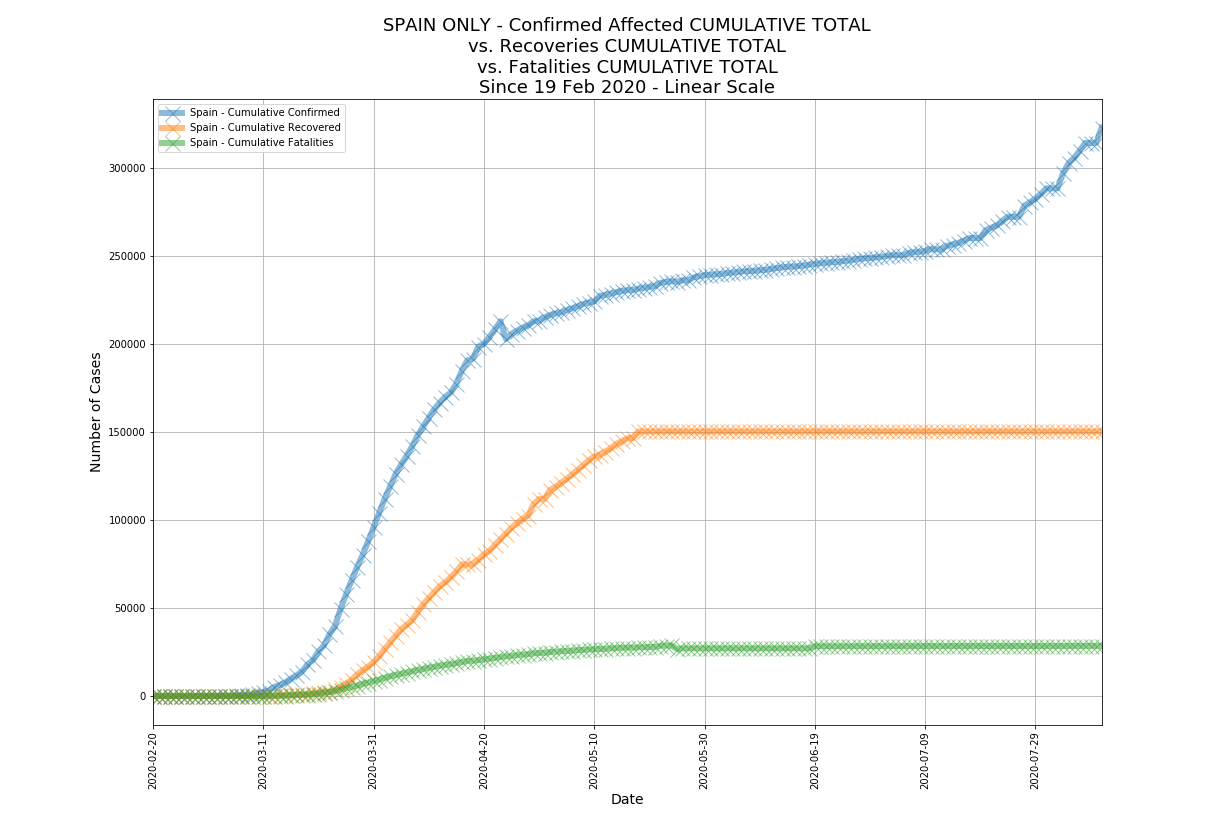 SPAIN ONLY - Confirmed Affected CUMULATIVE TOTAL
vs. Recoveries CUMULATIVE TOTAL
vs. Fatalities CUMULATIVE TOTAL
Since 19 Feb 2020 - Linear Scale
Spain - Cumulative Confirmed
Spain - Cumulative Recovered
Spain - Cumulative Fatalities
Number of Cases
300000
250000
200000
150000
100000
50000
0
2020-02-20
2020-03-11
2020-03-31
2020-04-20
2020-05-10
2020-05-30
2020-06-19
2020-07-09
2020-07-29
Date